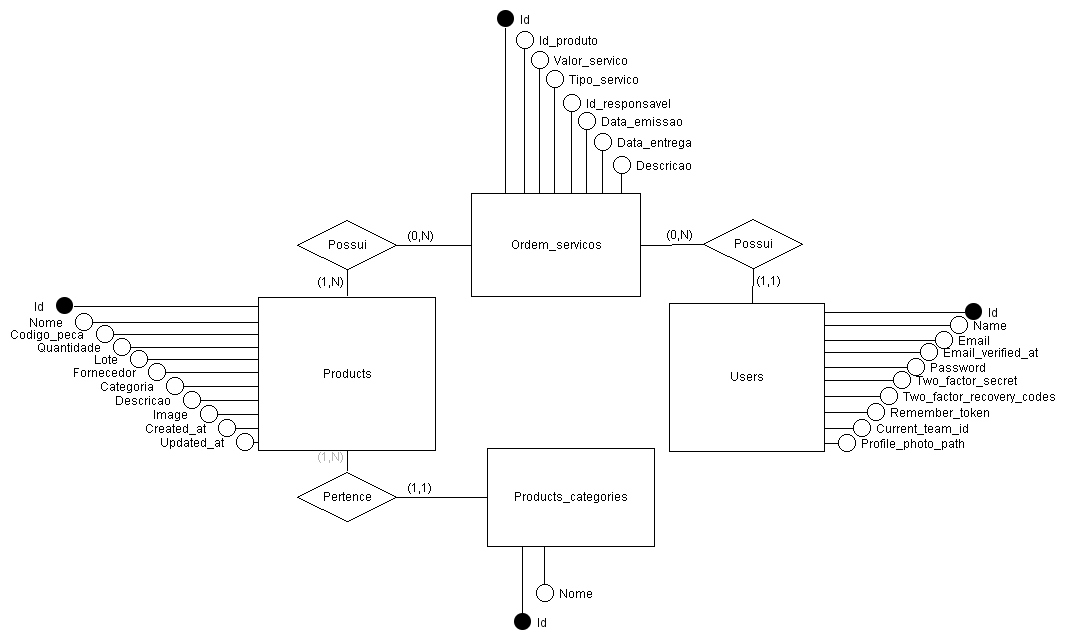 Id
Id_produto
Valor_servico
Tipo_servico
Id_responsavel
Data_emissao
Data_entrega
Descricao
Possui
(0,N)
Ordem_servicos
(0,N)
Possui
(1,N)
(1,1)
Id
Nome
Codigo_peca
Quantidade
Lote
Fornecedor
Categoria
Descricao
Image
Created_at
Updated_at
Products
Users
Id
Name
Email
Email_verified_at
Password
Two_factor_secret
Two_factor_recovery_codes
Remember_token
Current_team_id
Profile_photo_path
(1,N)
Pertence
(1,1)
Products_categories
Nome
Id